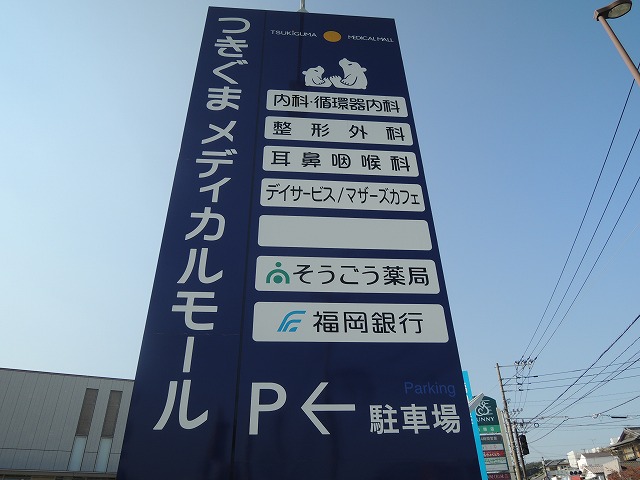 つきぐま メディカルモール
TSUKIGUMA MEDICAL MALL
内科・循環器内科
整形外科
耳鼻咽喉科
デイサービス/マザーズカフェ
そうごう薬局
福岡銀行
Parking
P ← 駐車場
SUNNY